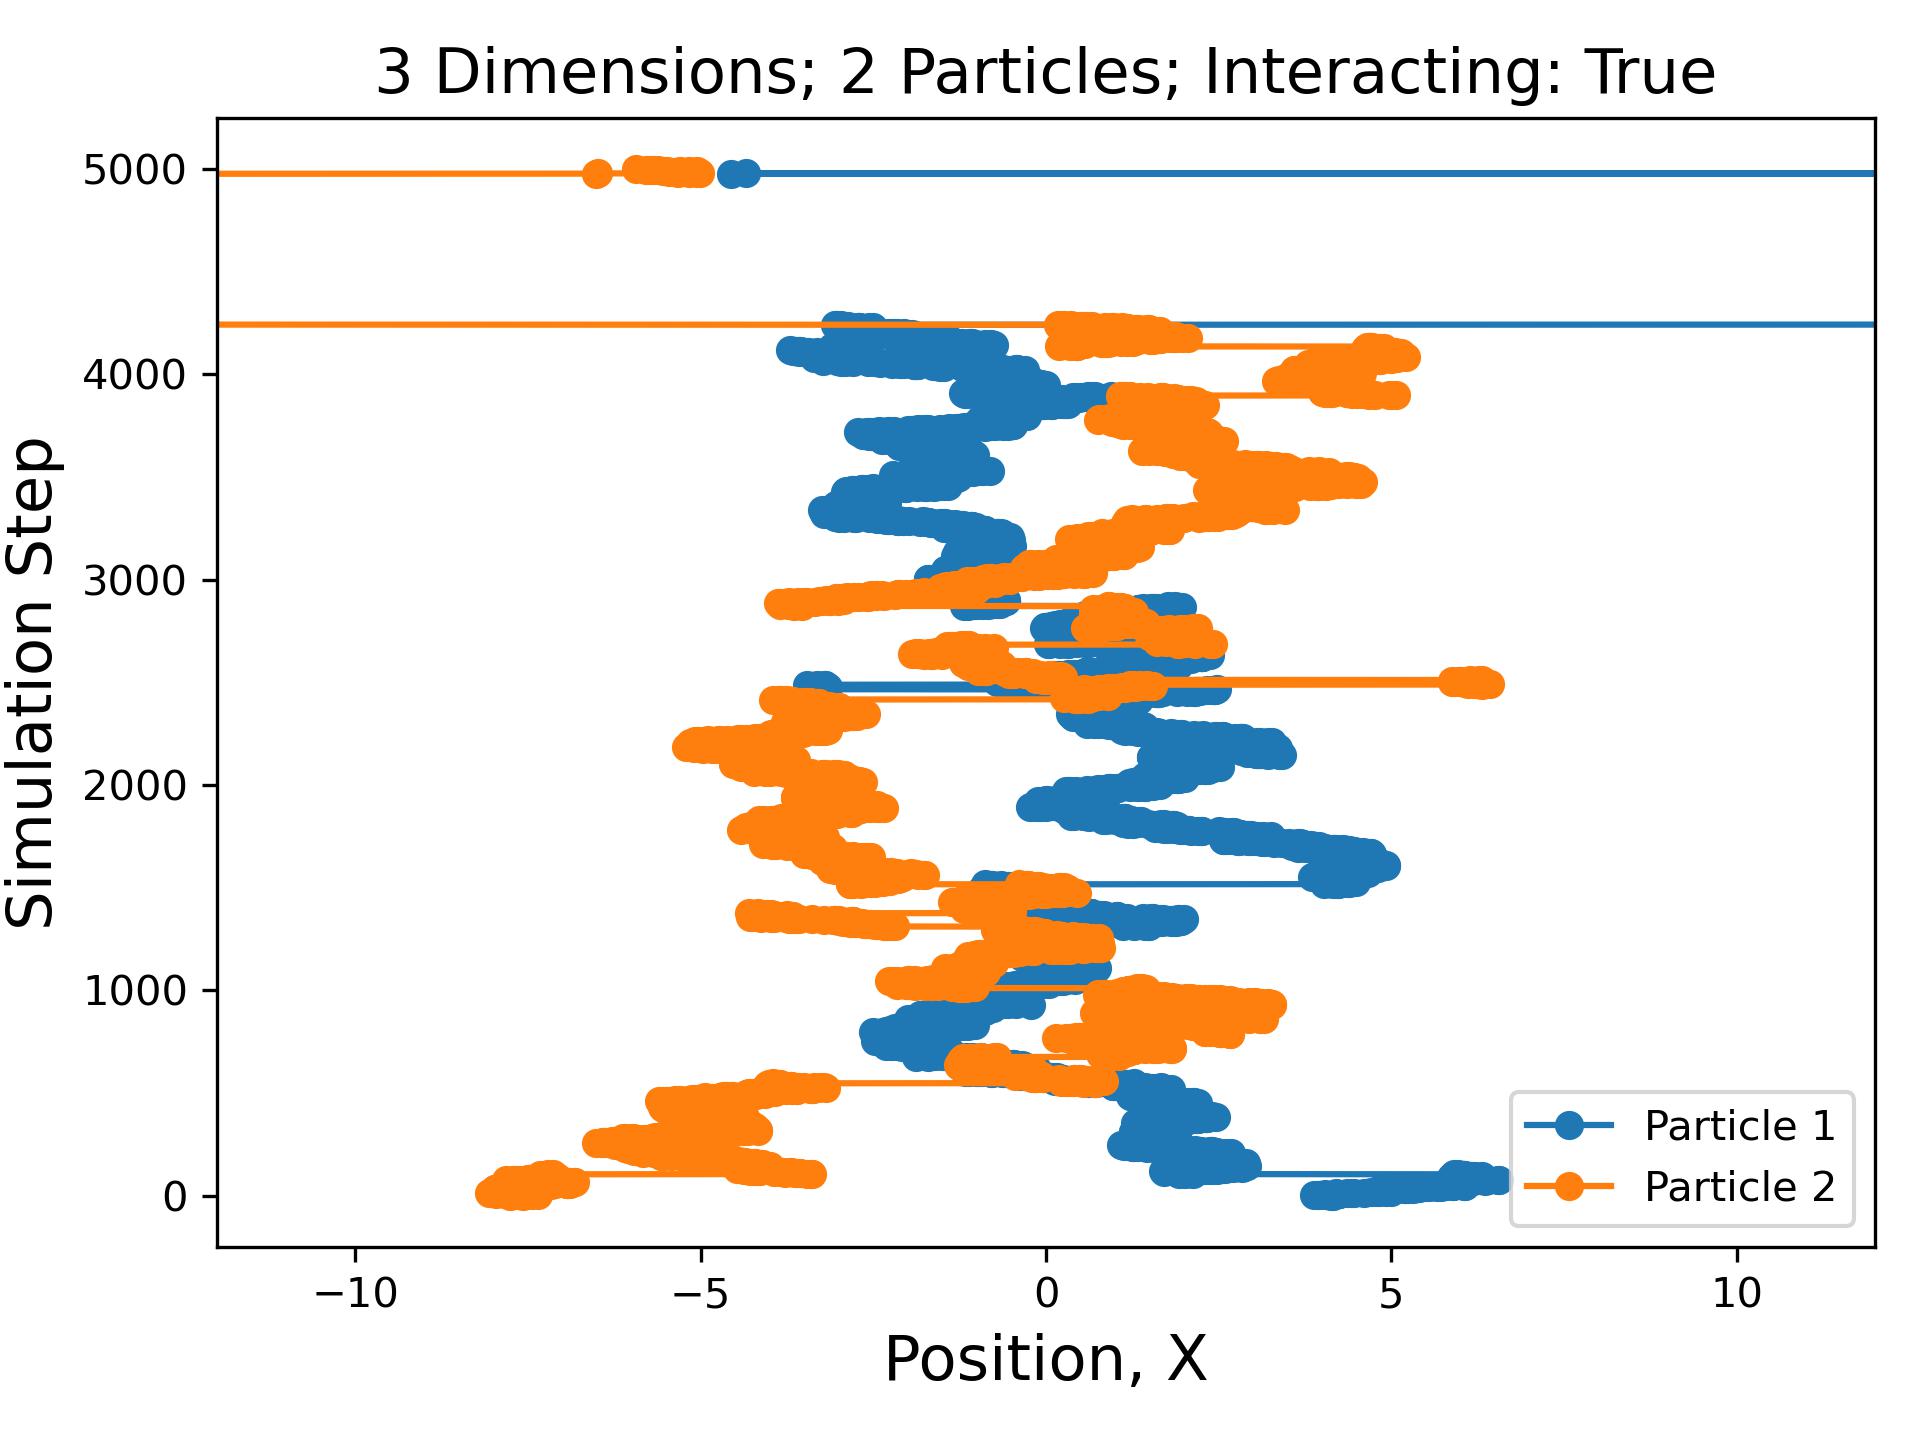 3 Dimensions; 2 Particles; Interacting: True
Simulation Step
5000
4000
3000
2000
1000
0
Particle 1
Particle 2
−10
−5
0
5
10
Position, X